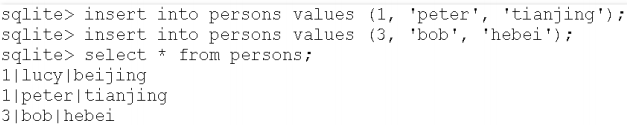 sqlite> insert into persons values (1, 'peter', 'tianjing');
sqlite> insert into persons values (3, 'bob', 'hebei');
sqlite> select * from persons;
1|lucy|beijing
1|peter|tianjing
3|bob|hebei